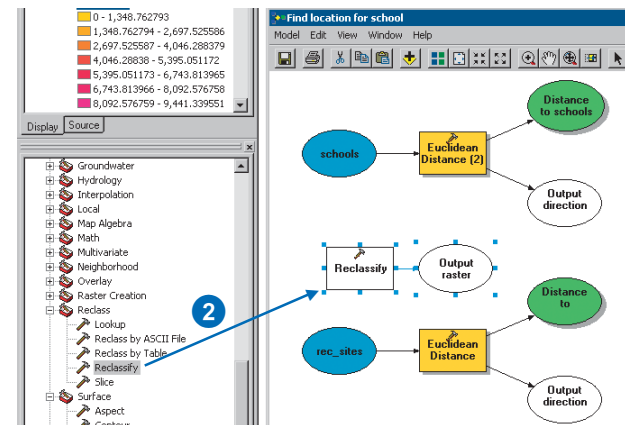 0 - 1,348.762793
1,348.762794 - 2,697.525586
2,697.525587 - 4,046.288379
4,046.28838 - 5,395.051172
5,395.051173 - 6,743.813965
6,743.813966 - 8,092.576758
8,092.576759 - 9,441.339551
Display Source
Groundwater
Hydrology
Interpolation
Local
Map Algebra
Math
Multivariate
Neighborhood
Overlay
Raster Creation
Reclass
Lookup
Reclass by ASCII File
Reclass by Table
Reclassify
Slice
Surface
Aspect
Contour
2
Find location for school
Model Edit View Window Help
Distance
to schools
schools
Euclidean
Distance (2)
Output
direction
Reclassify
Output
raster
Distance
to
rec_sites
Euclidean
Distance
Output
direction